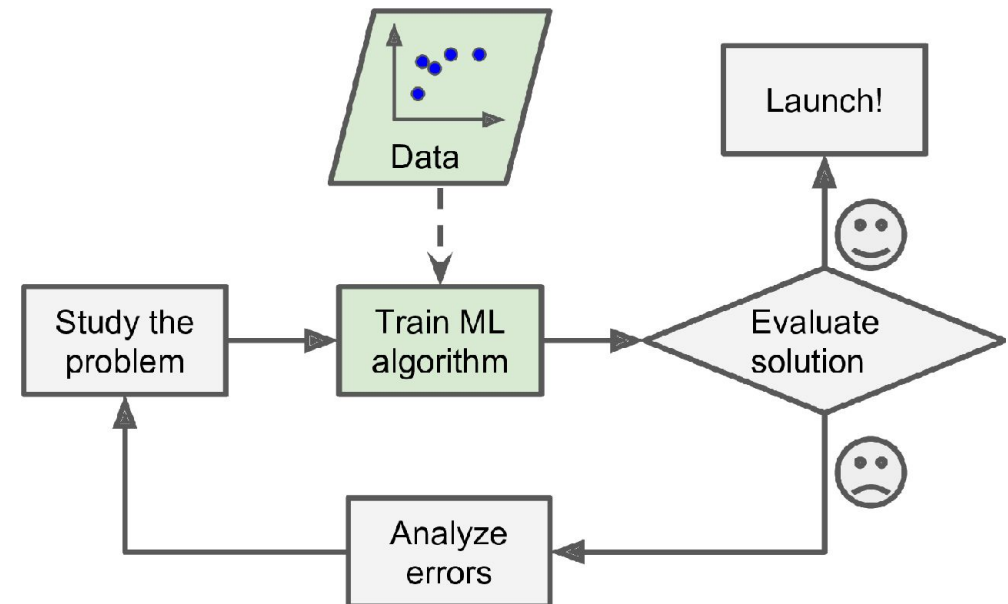 Data
Launch!
Study the
problem
Train ML
algorithm
Evaluate
solution
Analyze
errors